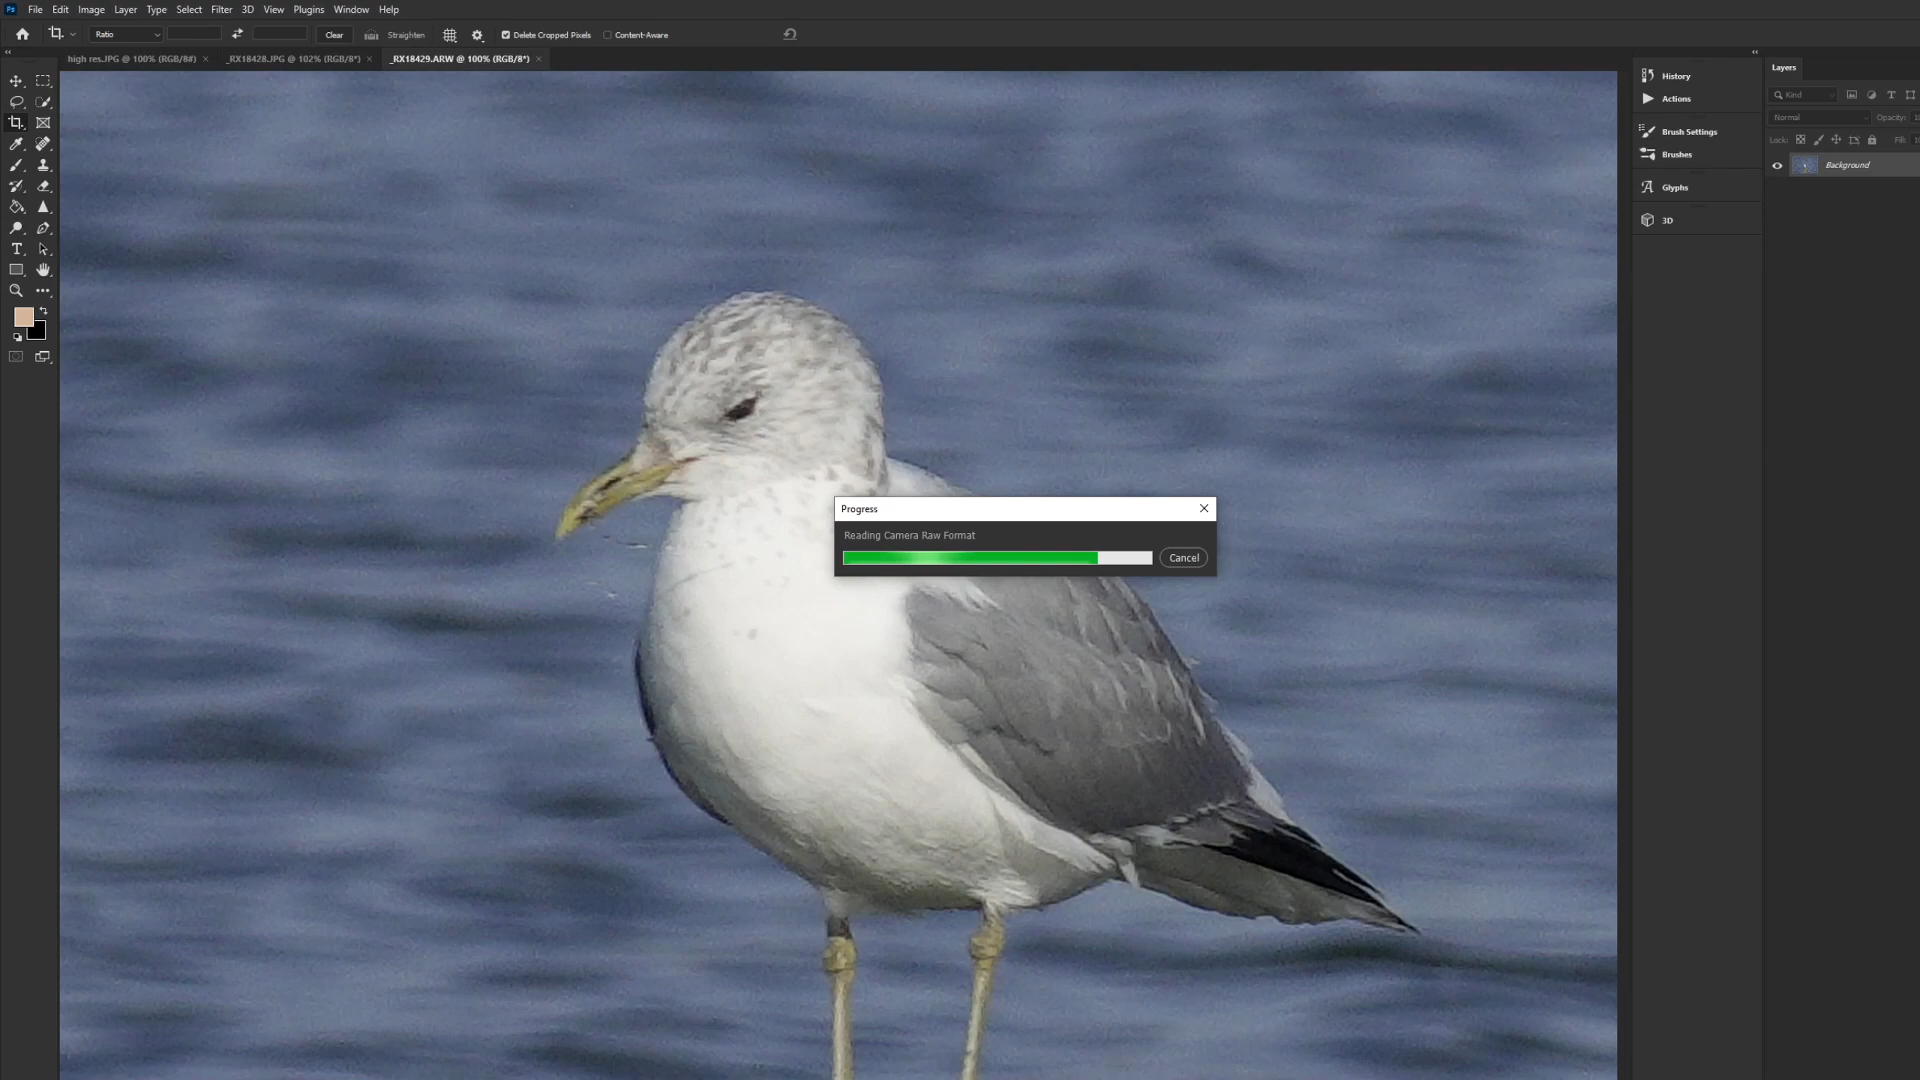 Ps File Edit Image Layer Type Select Filter 3D View Plugins Window Help
Ratio Clear Straighten Delete Cropped Pixels Content-Aware
high res.JPG @ 100% (RGB/8#) × _RX18428.JPG @ 102% (RGB/8*) × _RX18429.ARW @ 100% (RGB/8*) ×
History
Actions
Brush Settings
Brushes
Glyphs
3D
Layers
Kind
Normal Opacity:
Lock: Fill:
Background
Progress
Reading Camera Raw Format
Cancel